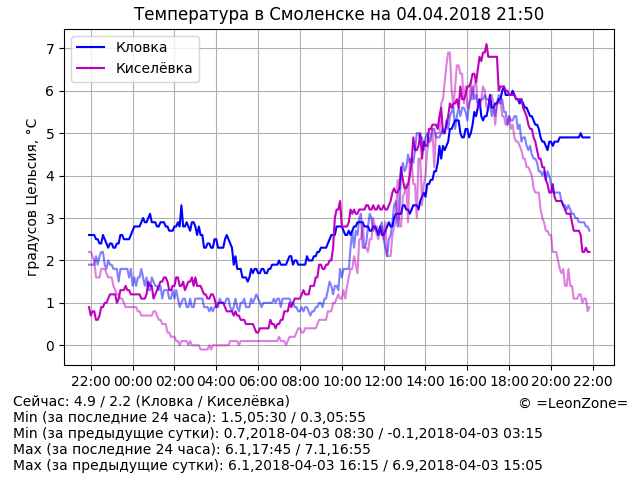 Температура в Смоленске на 04.04.2018 21:50
Кловка
Киселёвка
градусов Цельсия, °C
7
6
5
4
3
2
1
0
22:00 00:00 02:00 04:00 06:00 08:00 10:00 12:00 14:00 16:00 18:00 20:00 22:00
Сейчас: 4.9 / 2.2 (Кловка / Киселёвка)
© =LeonZone=
Min (за последние 24 часа): 1.5,05:30 / 0.3,05:55
Min (за предыдущие сутки): 0.7,2018-04-03 08:30 / -0.1,2018-04-03 03:15
Max (за последние 24 часа): 6.1,17:45 / 7.1,16:55
Max (за предыдущие сутки): 6.1,2018-04-03 16:15 / 6.9,2018-04-03 15:05